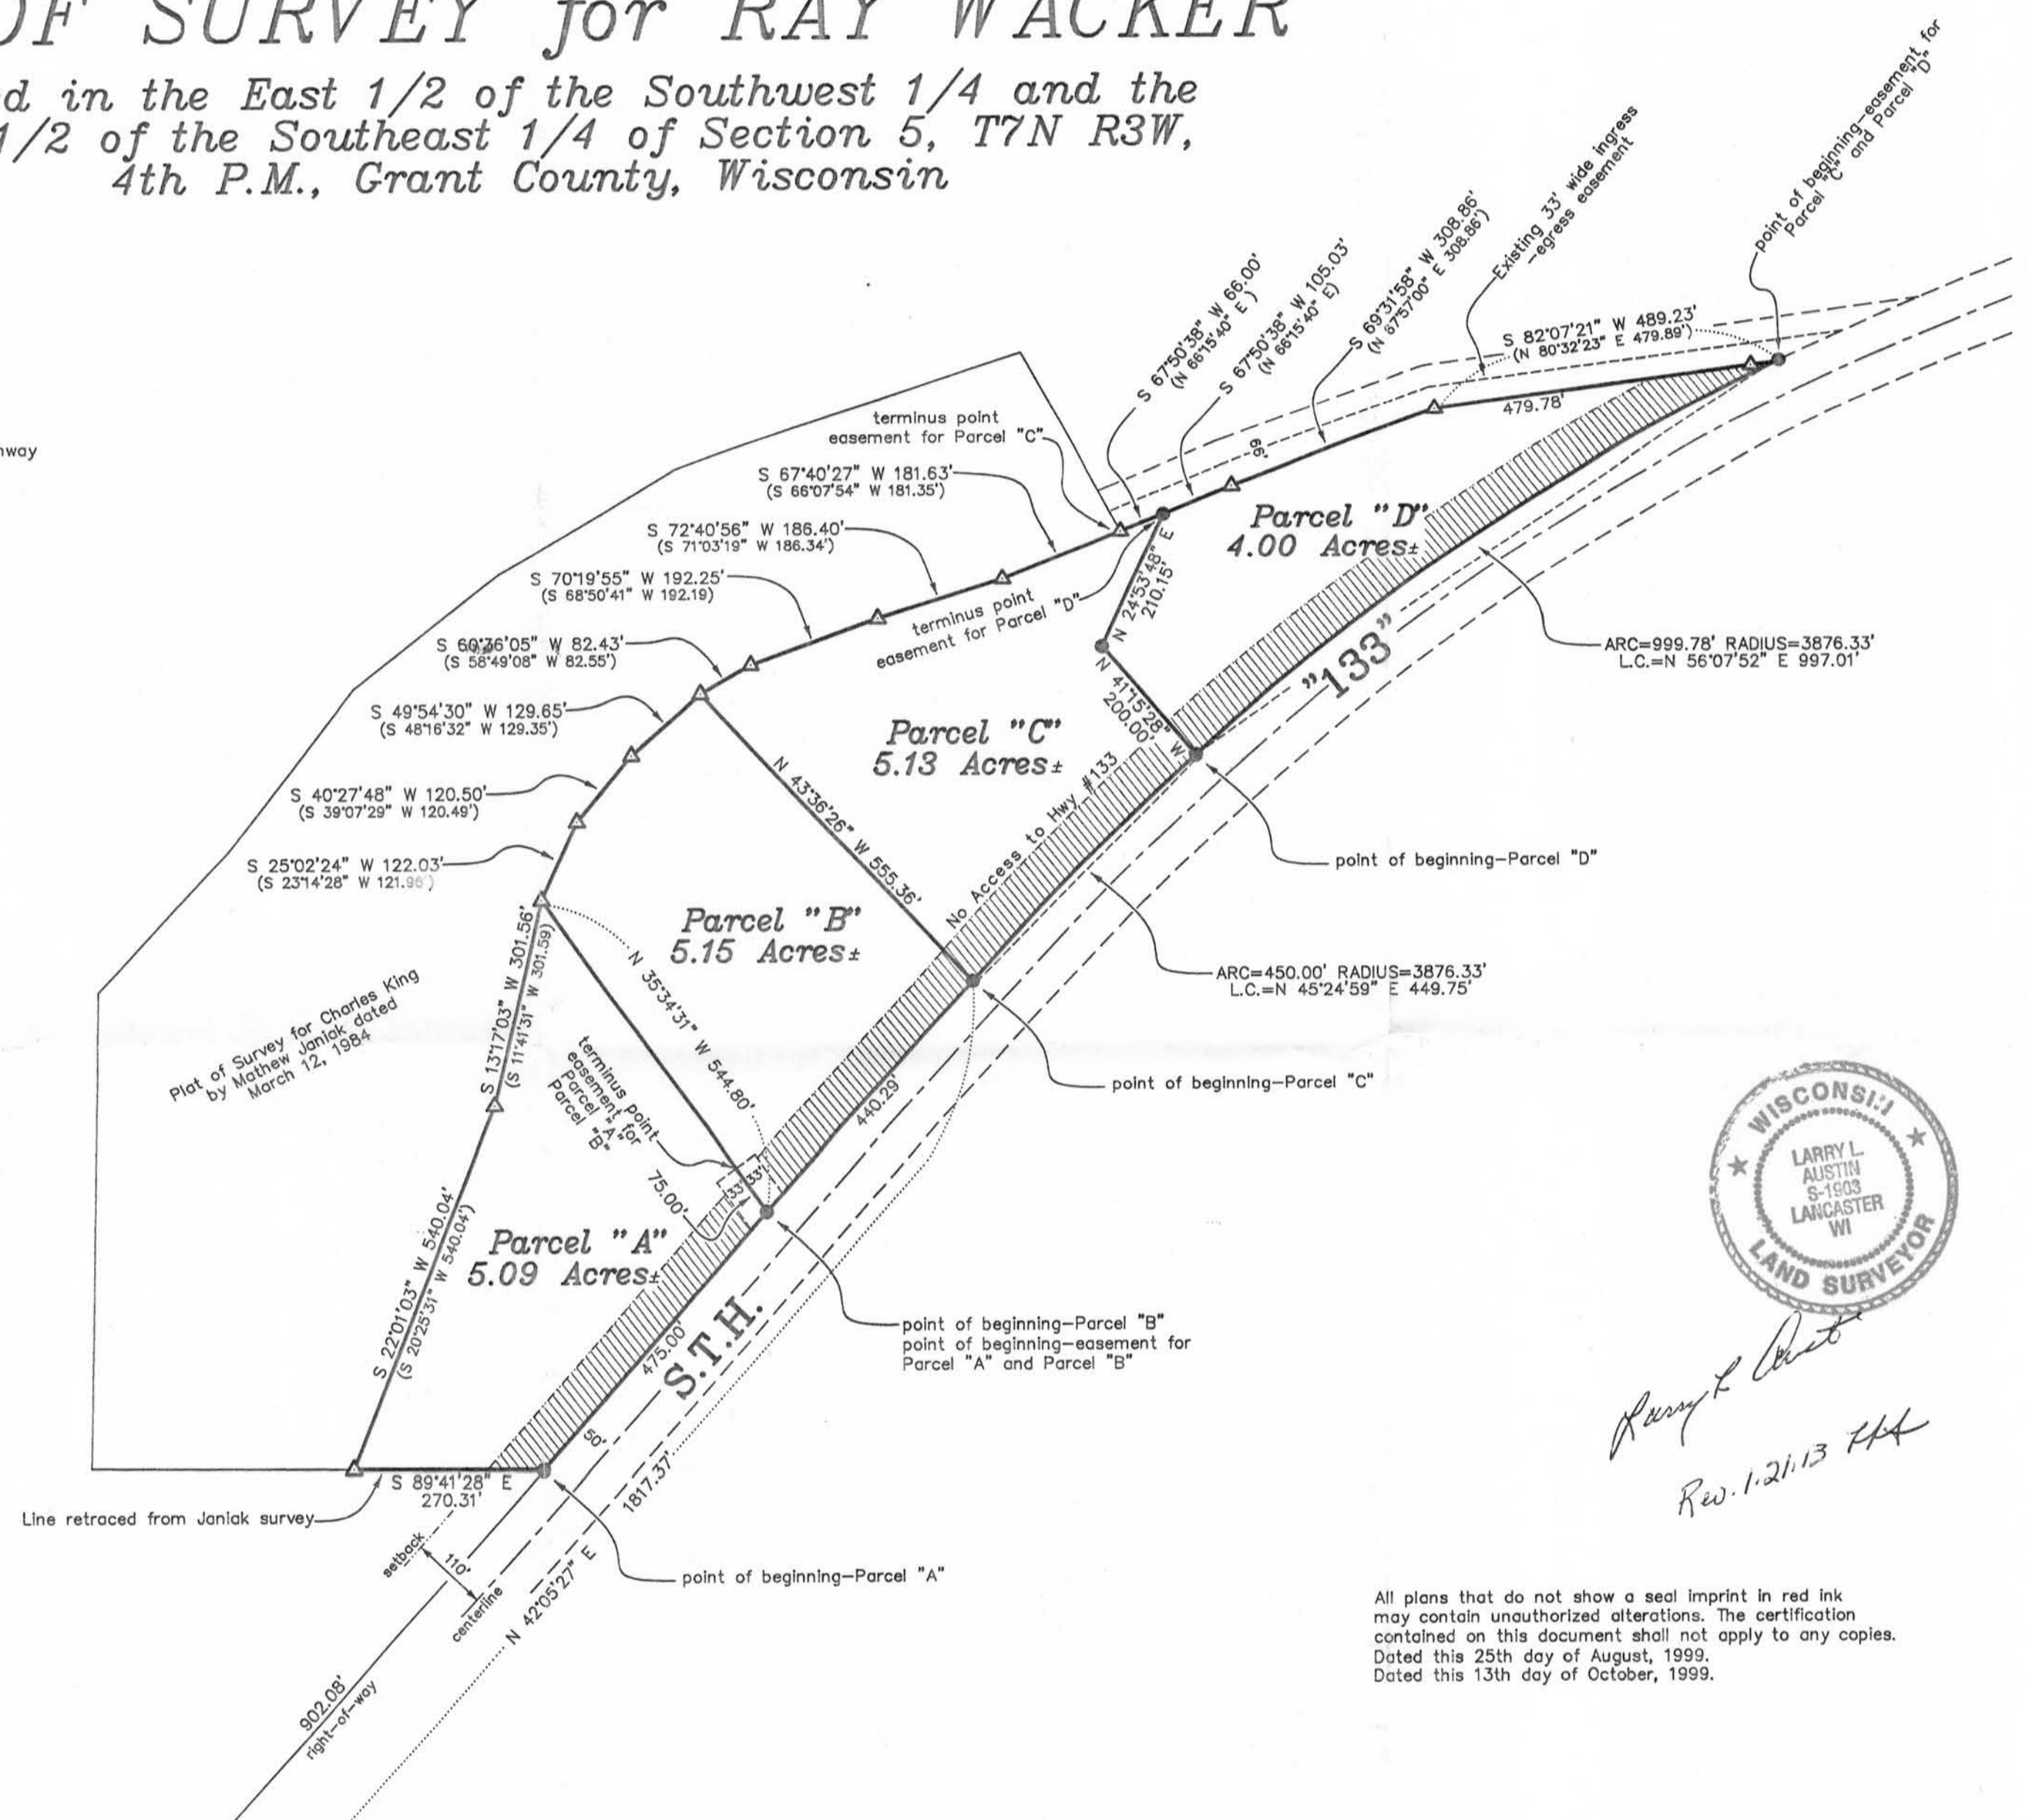 OF SURVEY for RAY WACKER
d in the East 1/2 of the Southwest 1/4 and the
1/2 of the Southeast 1/4 of Section 5, T7N R3W,
4th P.M., Grant County, Wisconsin
point of beginning-easement for
Parcel "C" and Parcel "D"
Existing 33' wide ingress
-egress easement
S 69°31'58" W 308.86'
(N 67°57'00" E 308.86')
S 67°50'38" W 105.03'
(N 66°15'40" E)
S 67°50'38" W 66.00'
(N 66°15'40" E )
S 82°07'21" W 489.23'
(N 80°32'23" E 479.89')
479.78'
66'
nway
terminus point
easement for Parcel "C"
S 67°40'27" W 181.63'
(S 66°07'54" W 181.35')
S 72°40'56" W 186.40'
(S 71°03'19" W 186.34')
S 70°19'55" W 192.25'
(S 68°50'41" W 192.19)
S 60°36'05" W 82.43'
(S 58°49'08" W 82.55')
S 49°54'30" W 129.65'
(S 48°16'32" W 129.35')
S 40°27'48" W 120.50'
(S 39°07'29" W 120.49')
S 25°02'24" W 122.03'
(S 23°14'28" W 121.96')
Parcel "D"
4.00 Acres±
N 24°53'48" E
210.15'
terminus point
easement for Parcel "D"
N 41°15'28" W
200.00'
"133"
ARC=999.78' RADIUS=3876.33'
L.C.=N 56°07'52" E 997.01'
Parcel "C"
5.13 Acres±
N 43°36'26" W 555.36'
No Access to Hwy #133
point of beginning-Parcel "D"
Parcel "B"
5.15 Acres±
ARC=450.00' RADIUS=3876.33'
L.C.=N 45°24'59" E 449.75'
S 13°17'03" W 301.56'
(S 11°41'31" W 301.59)
N 35°34'31" W 544.80'
Plat of Survey for Charles King
by Mathew Janiak dated
March 12, 1984
terminus point
easement for
Parcel "A"
Parcel "B"
440.29'
point of beginning-Parcel "C"
75.00'
33'
33'
Parcel "A"
5.09 Acres±
S 22°01'03" W 540.04'
(S 20°25'31" W 540.04')
475.00'
S.T.H.
point of beginning-Parcel "B"
point of beginning-easement for
Parcel "A" and Parcel "B"
50'
1817.37'
S 89°41'28" E
270.31'
Line retraced from Janiak survey
setback
110'
centerline
N 42°05'27" E
point of beginning-Parcel "A"
902.08'
right-of-way
WISCONSIN
LARRY L.
AUSTIN
S-1903
LANCASTER
WI
LAND SURVEYOR
Larry L Aust
Rev. 1.21.13
All plans that do not show a seal imprint in red ink
may contain unauthorized alterations. The certification
contained on this document shall not apply to any copies.
Dated this 25th day of August, 1999.
Dated this 13th day of October, 1999.